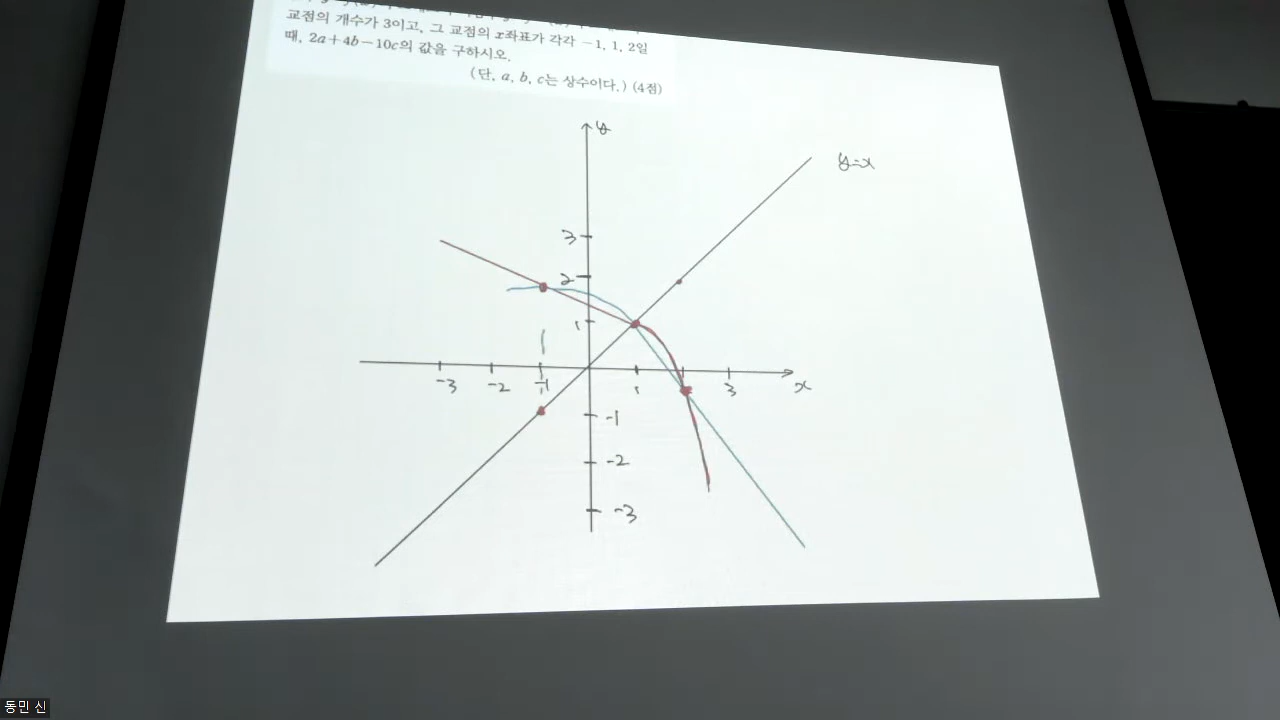 교점의 개수가 3이고, 그 교점의 x좌표가 각각 -1, 1, 2일
때, 2a+4b-10c의 값을 구하시오.
(단, a, b, c는 상수이다.) (4점)
y
y=x
3
2
1
-3 -2 -1 1 3 x
-1
-2
-3
동민 신